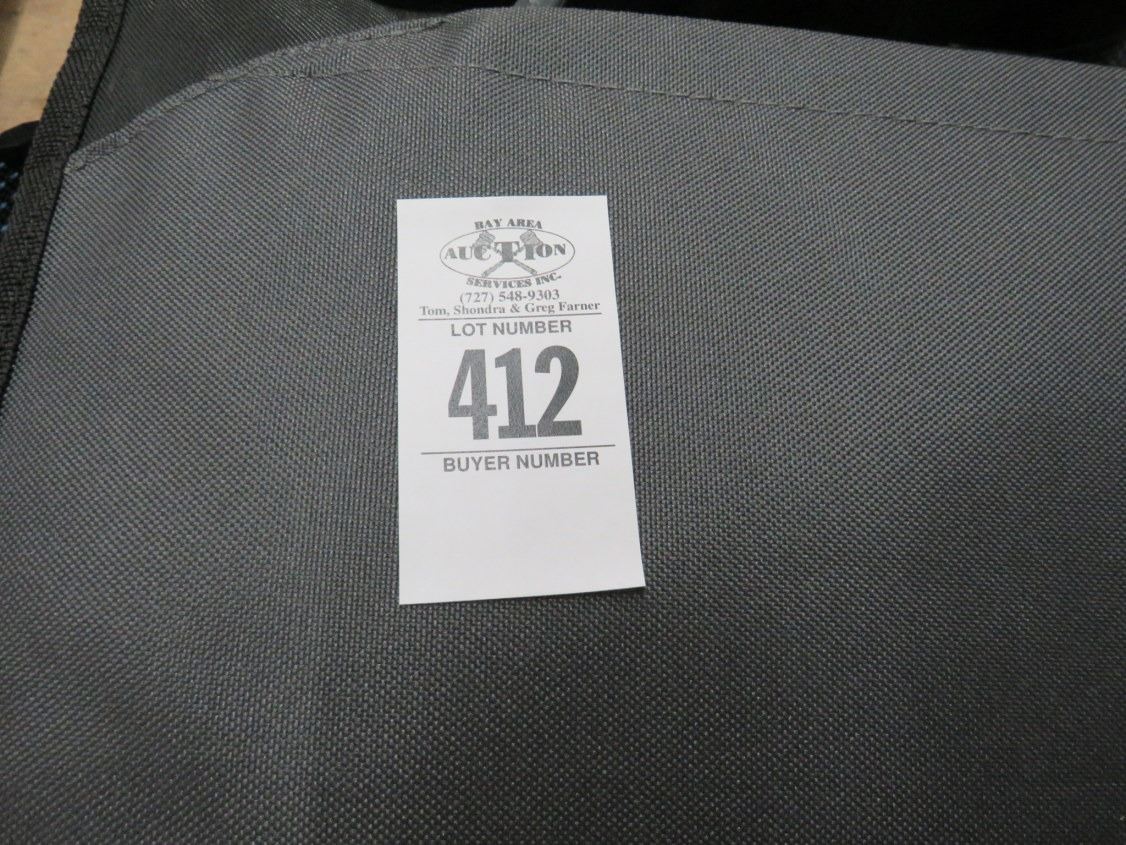 BAY AREA
AUCTION
SERVICES INC.
(727) 548-9303
Tom, Shondra & Greg Farner
LOT NUMBER
412
BUYER NUMBER